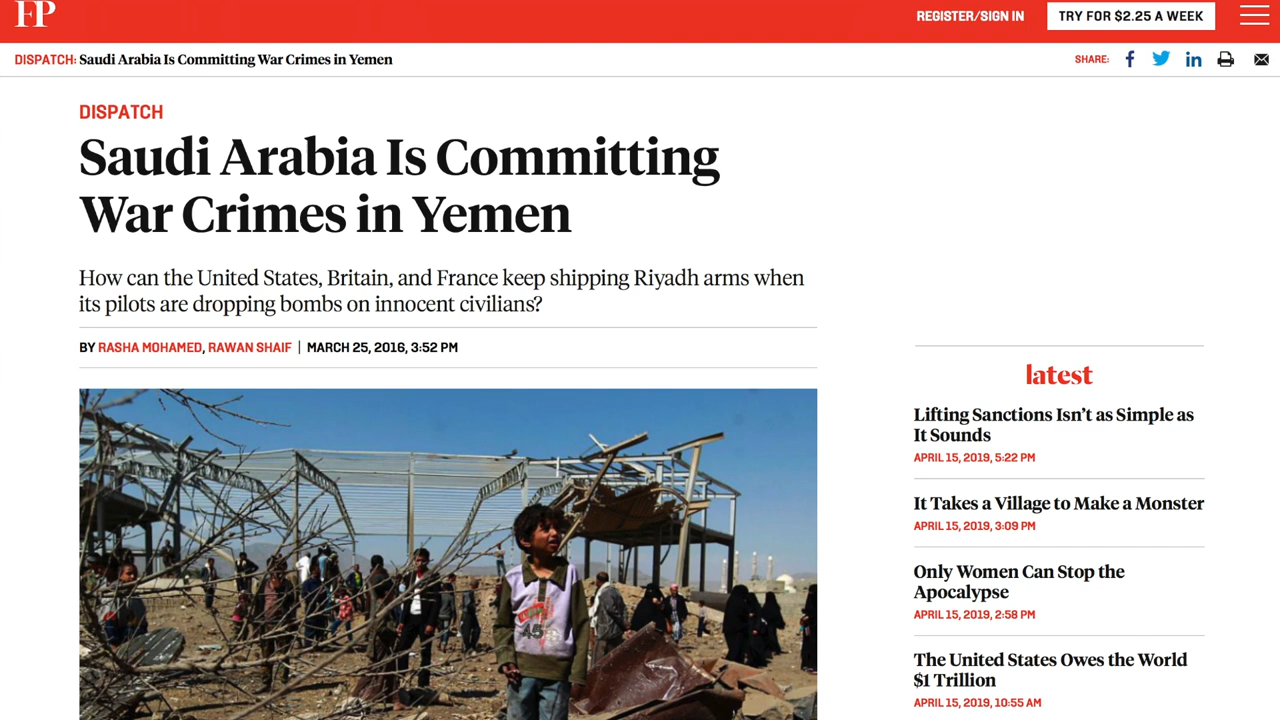 FP
REGISTER/SIGN IN
TRY FOR $2.25 A WEEK
DISPATCH: Saudi Arabia Is Committing War Crimes in Yemen
SHARE:
DISPATCH
Saudi Arabia Is Committing
War Crimes in Yemen
How can the United States, Britain, and France keep shipping Riyadh arms when
its pilots are dropping bombs on innocent civilians?
BY RASHA MOHAMED, RAWAN SHAIF | MARCH 25, 2016, 3:52 PM
45
latest
Lifting Sanctions Isn’t as Simple as
It Sounds
APRIL 15, 2019, 5:22 PM
It Takes a Village to Make a Monster
APRIL 15, 2019, 3:09 PM
Only Women Can Stop the
Apocalypse
APRIL 15, 2019, 2:58 PM
The United States Owes the World
$1 Trillion
APRIL 15, 2019, 10:55 AM